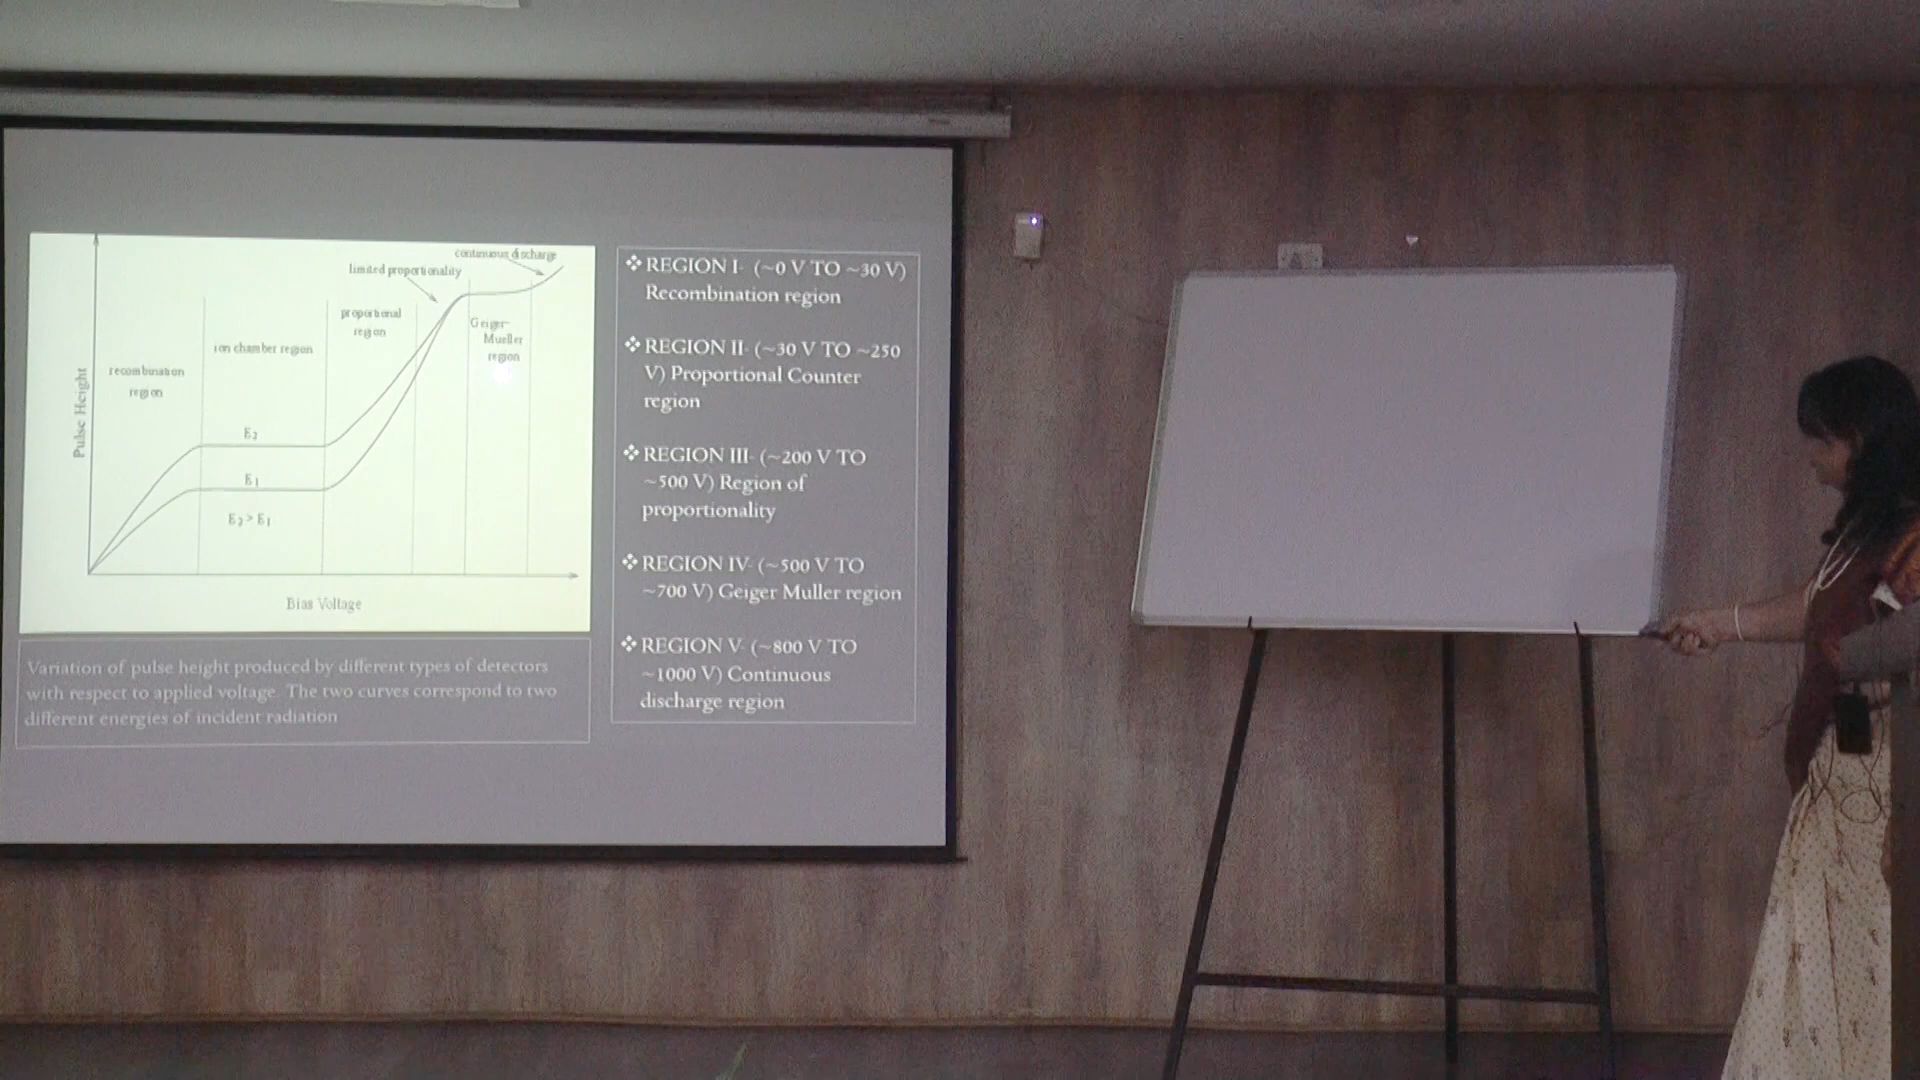 continuous discharge
limited proportionality
proportional
region
Geiger-
Mueller
region
ion chamber region
recombination
region
Pulse Height
E2
E1
E2 > E1
Bias Voltage
Variation of pulse height produced by different types of detectors
with respect to applied voltage. The two curves correspond to two
different energies of incident radiation
❖ REGION I- (~0 V TO ~30 V)
Recombination region
❖ REGION II- (~30 V TO ~250
V) Proportional Counter
region
❖ REGION III- (~200 V TO
~500 V) Region of
proportionality
❖ REGION IV- (~500 V TO
~700 V) Geiger Muller region
❖ REGION V- (~800 V TO
~1000 V) Continuous
discharge region